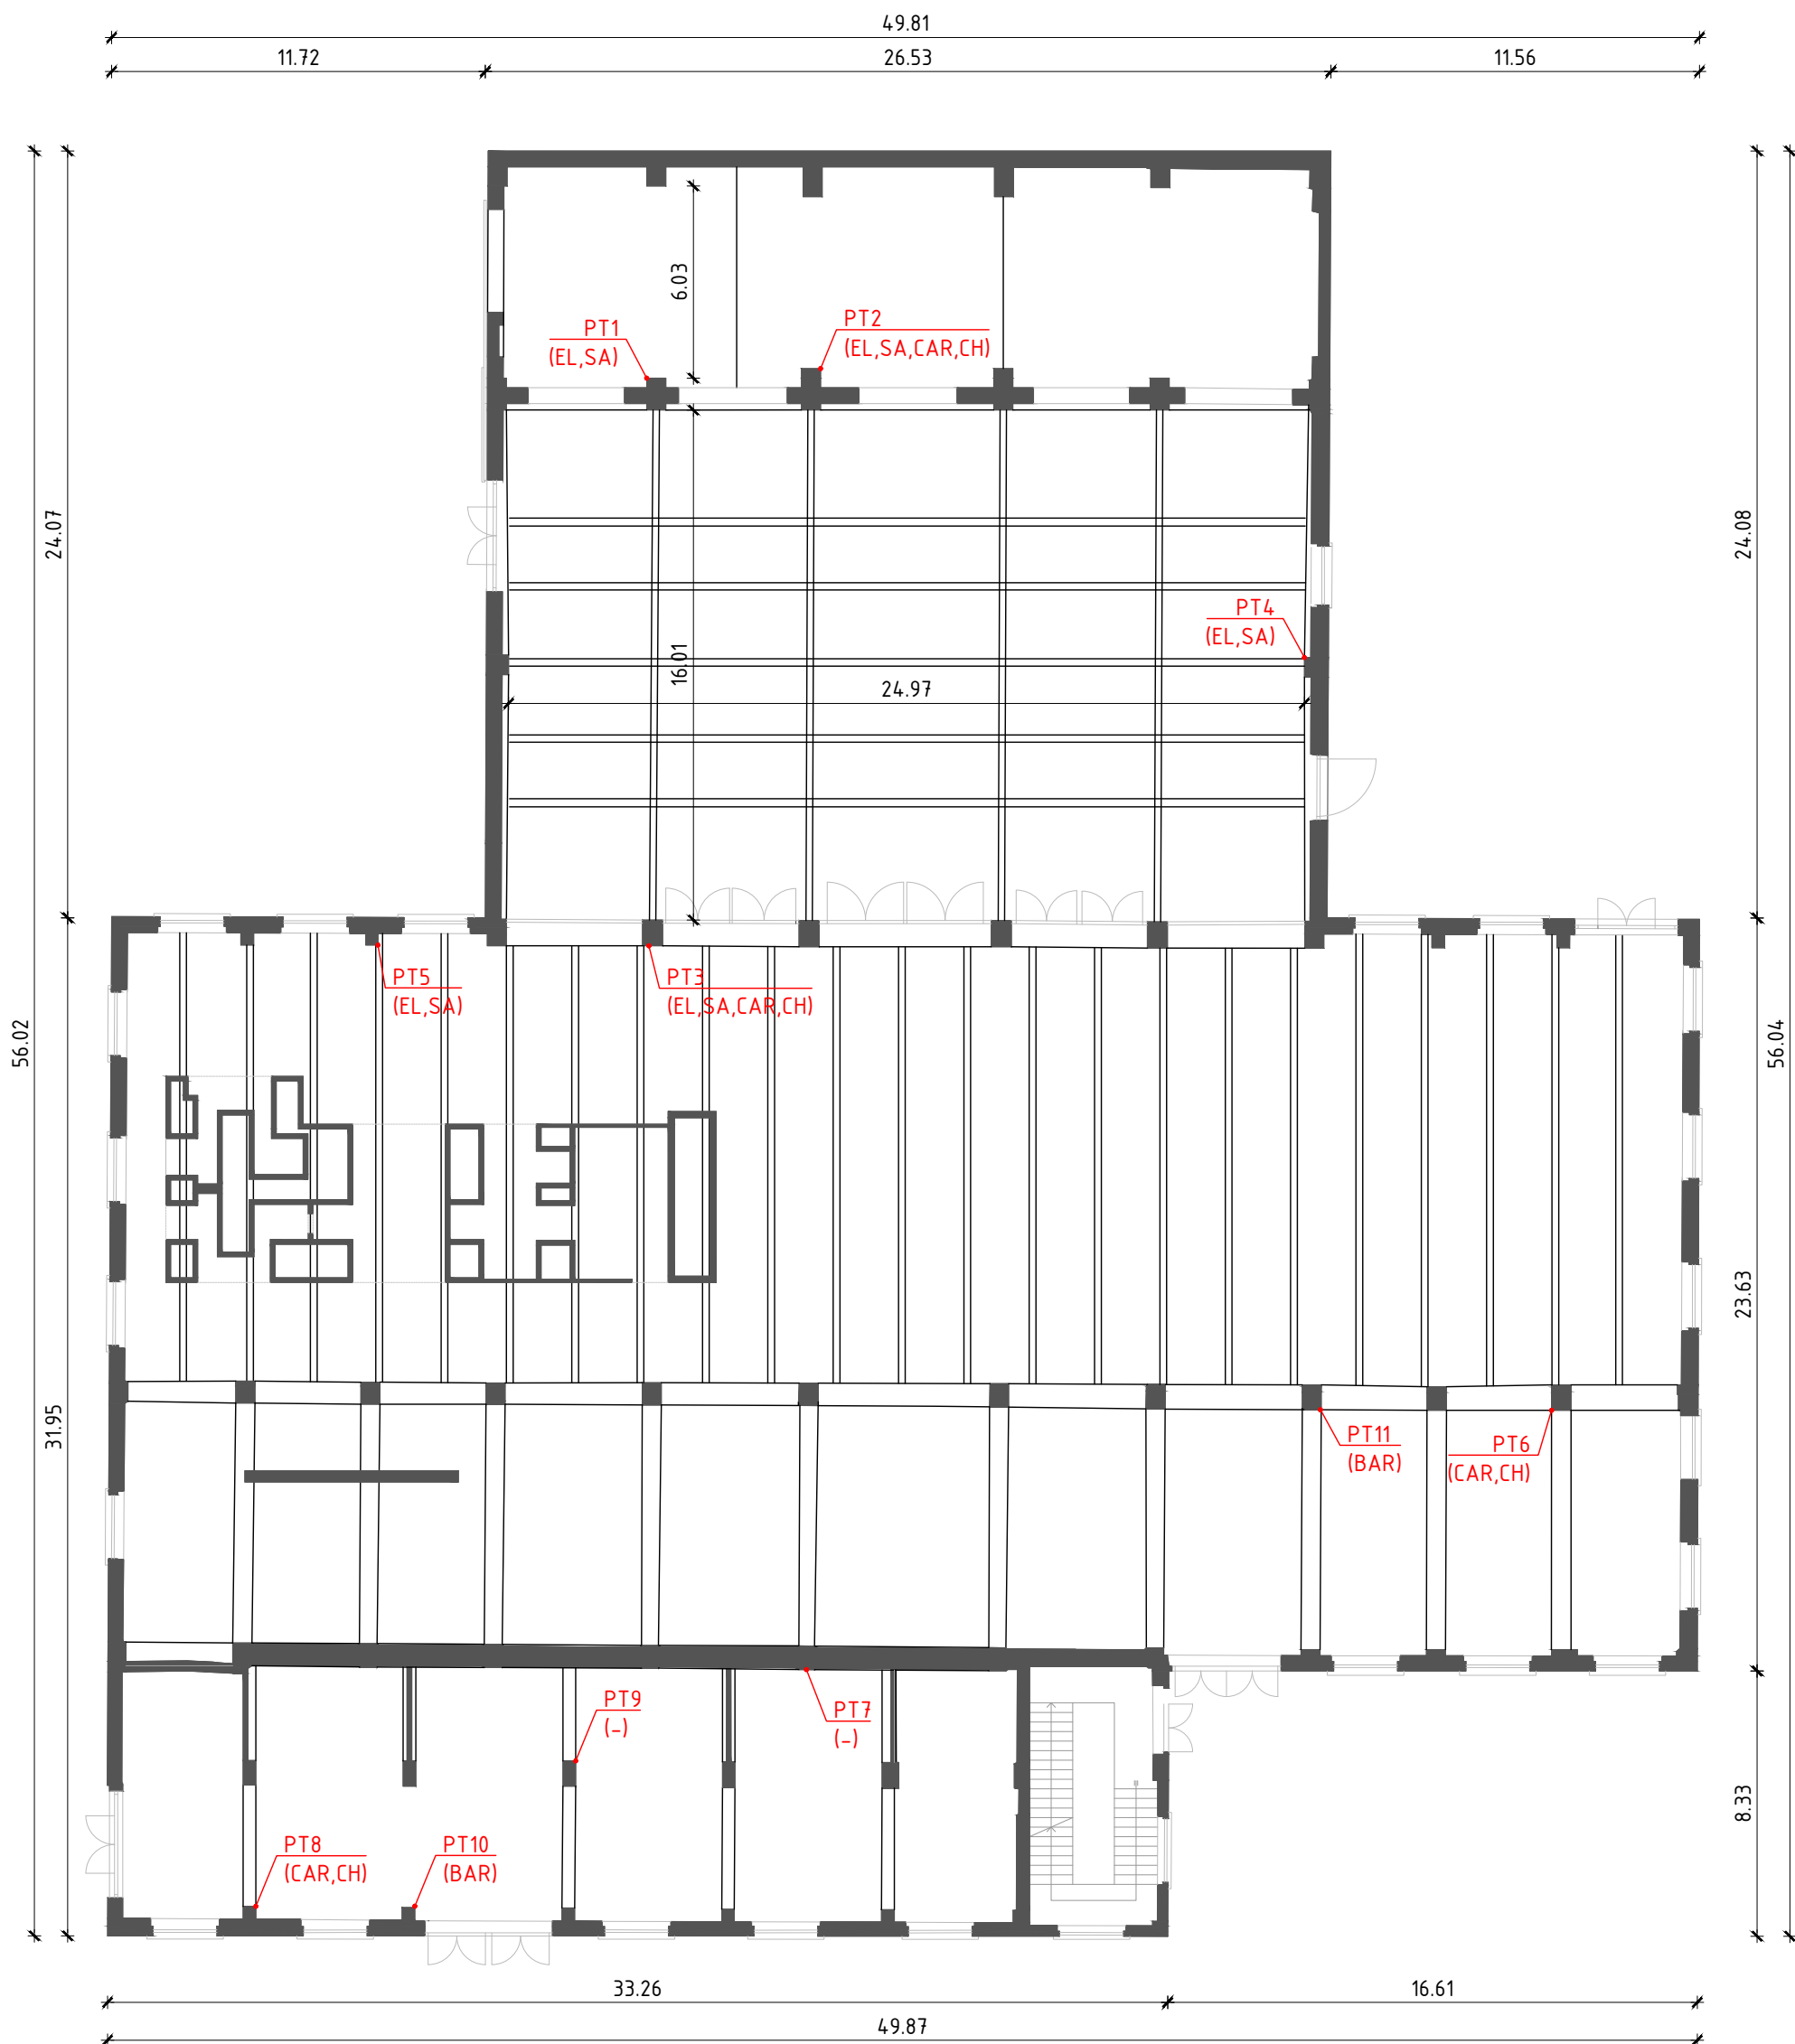 49.81
11.72
26.53
11.56
6.03
PT1
(EL,SA)
PT2
(EL,SA,CAR,CH)
24.07
24.08
PT4
(EL,SA)
16.01
24.97
PT5
(EL,SA)
PT3
(EL,SA,CAR,CH)
56.02
56.04
23.63
31.95
PT11
(BAR)
PT6
(CAR,CH)
PT9
(-)
PT7
(-)
8.33
PT8
(CAR,CH)
PT10
(BAR)
33.26
16.61
49.87